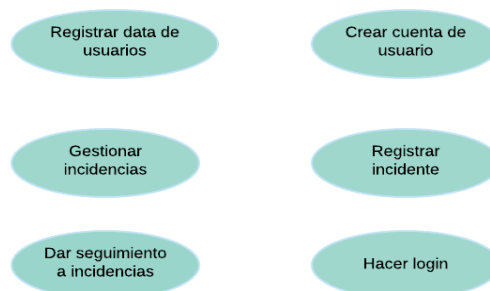 Registrar data de
usuarios
Crear cuenta de
usuario
Gestionar
incidencias
Registrar
incidente
Dar seguimiento
a incidencias
Hacer login